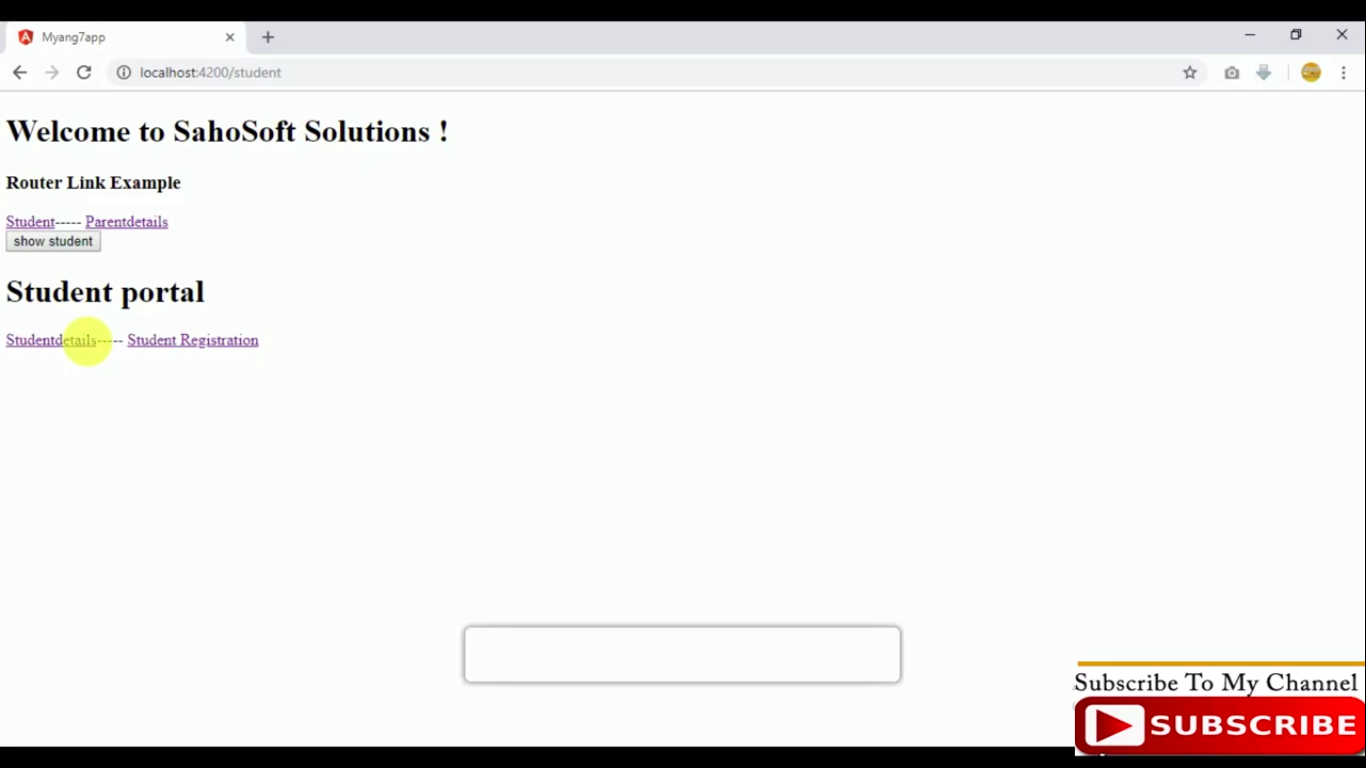 Myang7app
localhost:4200/student
Welcome to SahoSoft Solutions !
Router Link Example
Student----- Parentdetails
show student
Student portal
Studentdetails----- Student Registration
Subscribe To My Channel
SUBSCRIBE